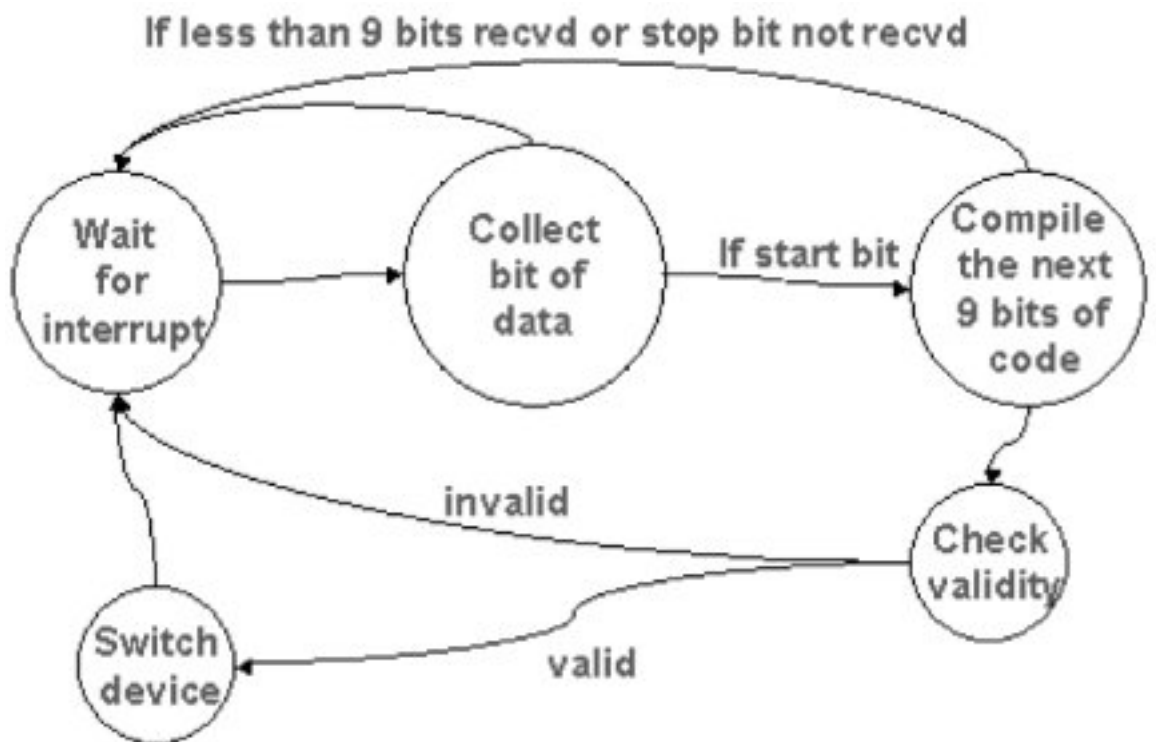 If less than 9 bits recvd or stop bit not recvd
Wait
for
interrupt
Collect
bit of
data
If start bit
Compile
the next
9 bits of
code
invalid
Check
validity
Switch
device
valid